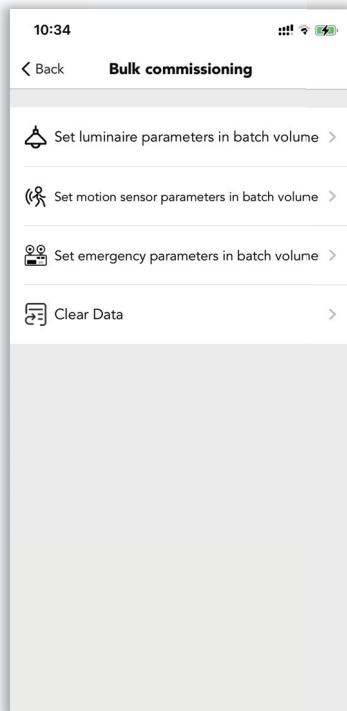 10:34
Back Bulk commissioning
Set luminaire parameters in batch volume
Set motion sensor parameters in batch volume
Set emergency parameters in batch volume
Clear Data